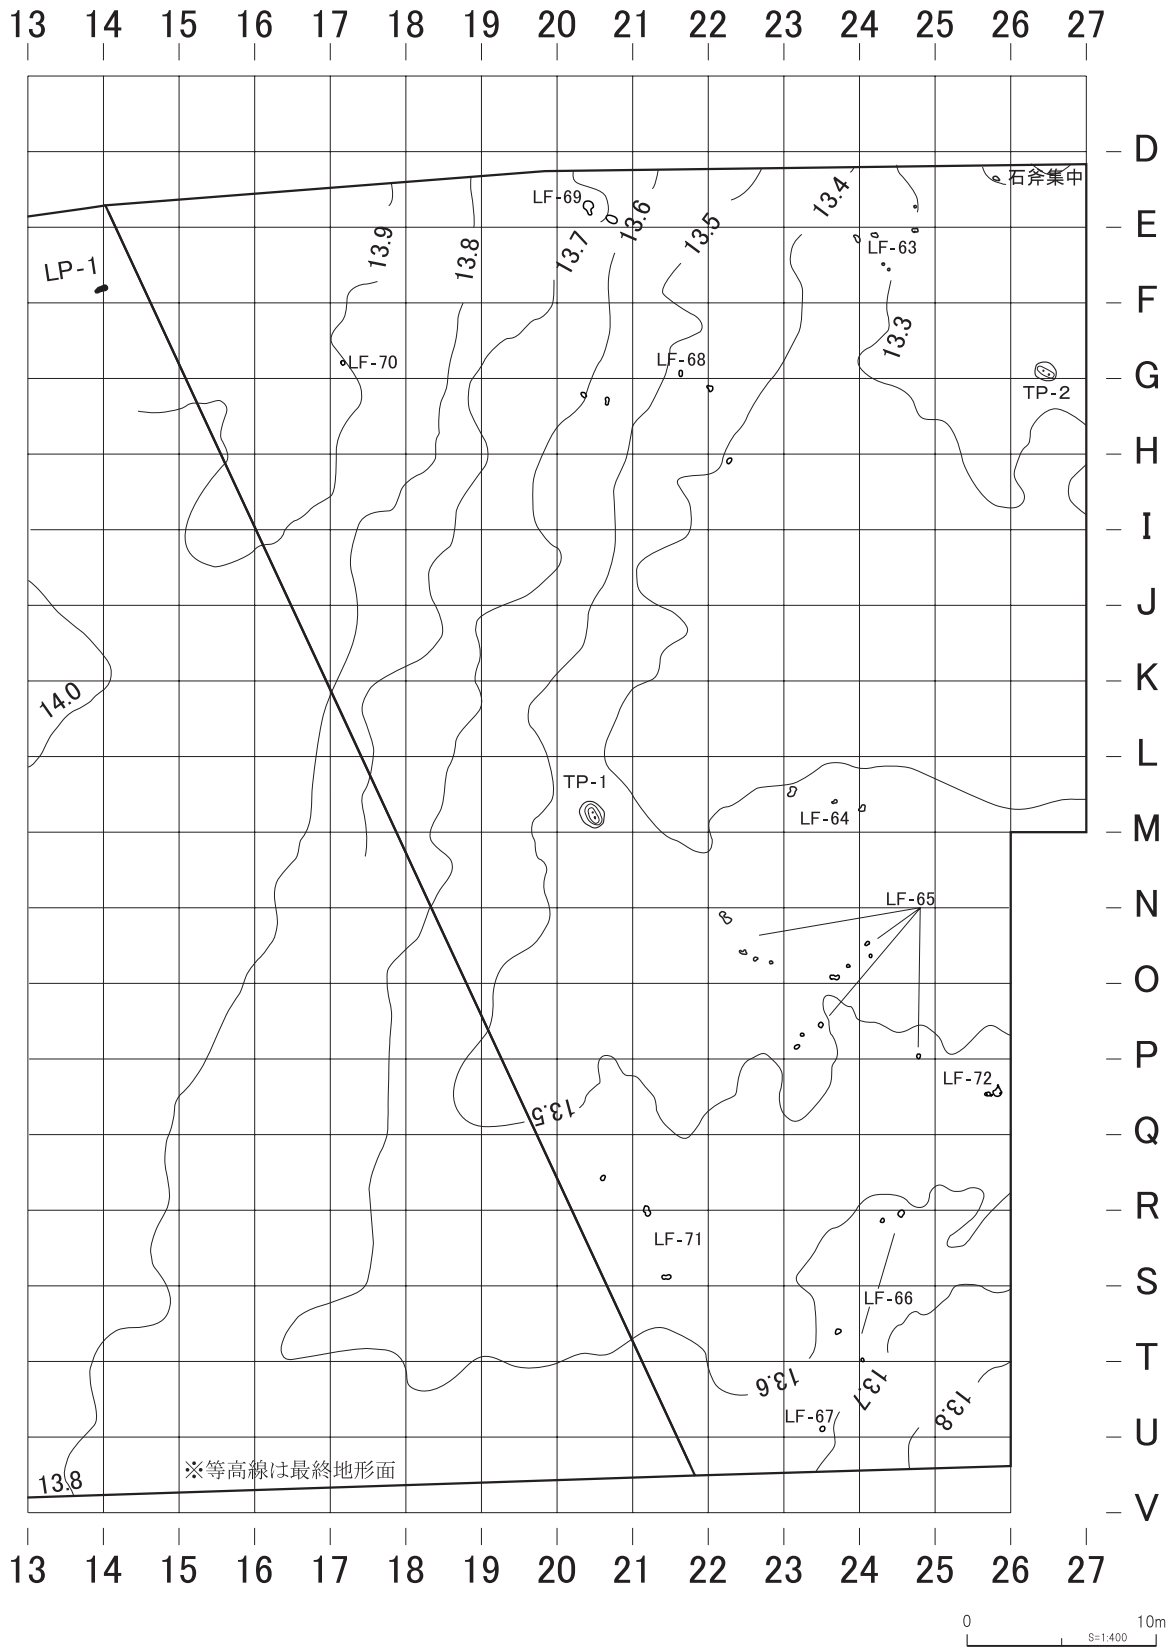 13 14 15 16 17 18 19 20 21 22 23 24 25 26 27
D
石斧集中
13.4
LF-69
13.6
13.5
E
13.9
13.8
13.7
LF-63
LP-1
F
13.3
LF-70
LF-68
G
TP-2
H
I
J
K
14.0
L
TP-1
LF-64
M
LF-65
N
O
P
LF-72
13.5
Q
R
LF-71
S
LF-66
T
13.6
13.7
13.8
LF-67
U
※等高線は最終地形面
13.8
V
13 14 15 16 17 18 19 20 21 22 23 24 25 26 27
0 10m
S=1:400